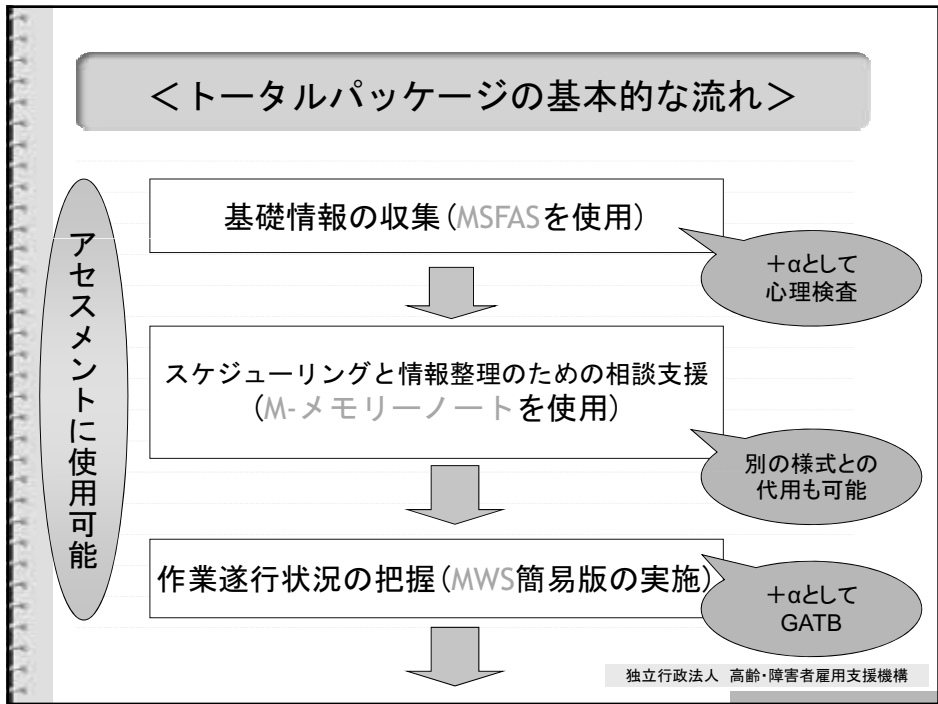 ＜トータルパッケージの基本的な流れ＞
アセスメントに使用可能
基礎情報の収集(MSFASを使用)
＋αとして
心理検査
スケジューリングと情報整理のための相談支援
(M-メモリーノートを使用)
別の様式との
代用も可能
作業遂行状況の把握(MWS簡易版の実施)
＋αとして
GATB
独立行政法人 高齢・障害者雇用支援機構